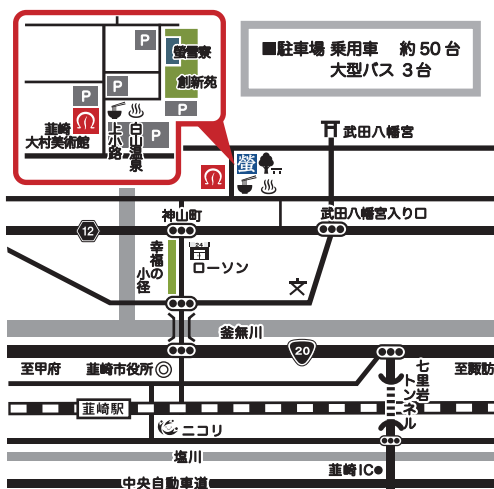 P
螢雪寮
P
創新苑
P
P
韮崎
大村美術館
上小路
白山温泉
P
■駐車場 乗用車 約50台
大型バス 3台
武田八幡宮
螢
神山町
武田八幡宮入り口
12
幸福の
小径
24
ローソン
文
釜無川
20
至甲府
韮崎市役所
至諏訪
七里岩
トンネル
韮崎駅
ニコリ
塩川
韮崎IC
中央自動車道